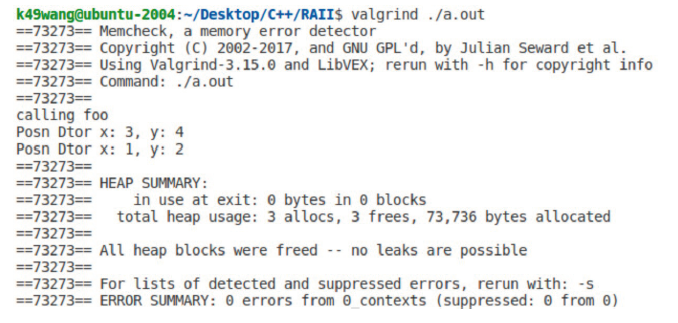 k49wang@ubuntu-2004:~/Desktop/C++/RAII$ valgrind ./a.out
==73273== Memcheck, a memory error detector
==73273== Copyright (C) 2002-2017, and GNU GPL'd, by Julian Seward et al.
==73273== Using Valgrind-3.15.0 and LibVEX; rerun with -h for copyright info
==73273== Command: ./a.out
==73273==
calling foo
Posn Dtor x: 3, y: 4
Posn Dtor x: 1, y: 2
==73273==
==73273== HEAP SUMMARY:
==73273==     in use at exit: 0 bytes in 0 blocks
==73273==   total heap usage: 3 allocs, 3 frees, 73,736 bytes allocated
==73273==
==73273== All heap blocks were freed -- no leaks are possible
==73273==
==73273== For lists of detected and suppressed errors, rerun with: -s
==73273== ERROR SUMMARY: 0 errors from 0 contexts (suppressed: 0 from 0)